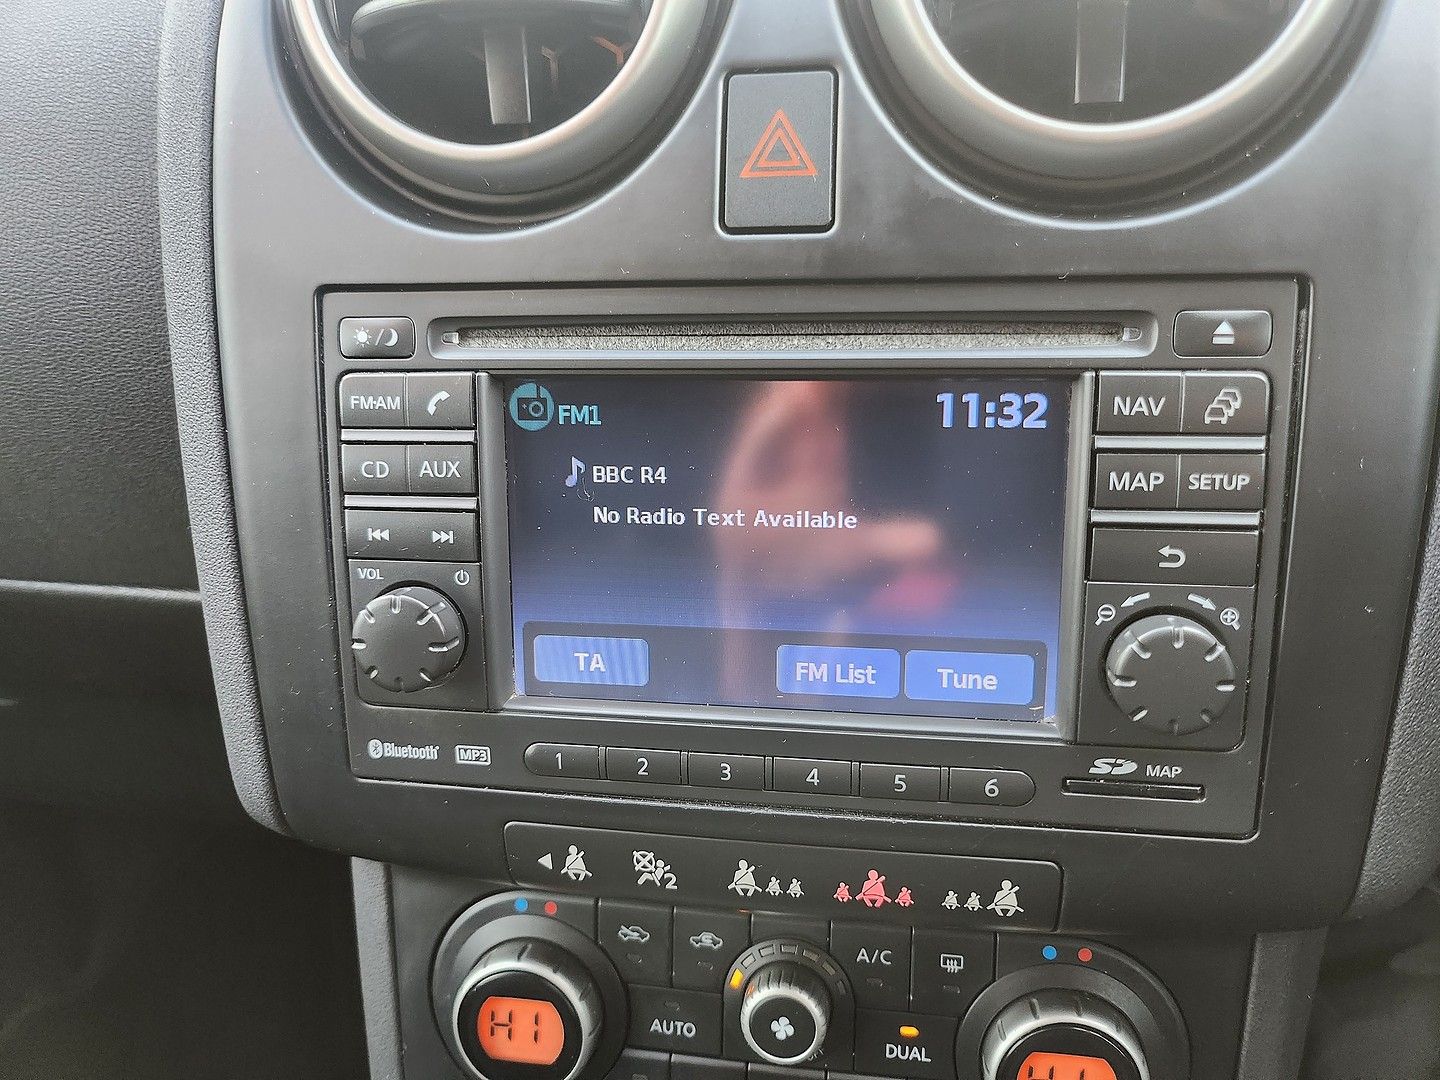 FM·AM
CD AUX
VOL
FM1
11:32
BBC R4
No Radio Text Available
TA
FM List
Tune
NAV
MAP SETUP
Bluetooth
MP3
1 2 3 4 5 6
SD MAP
2
A/C
AUTO
DUAL
HI
HI